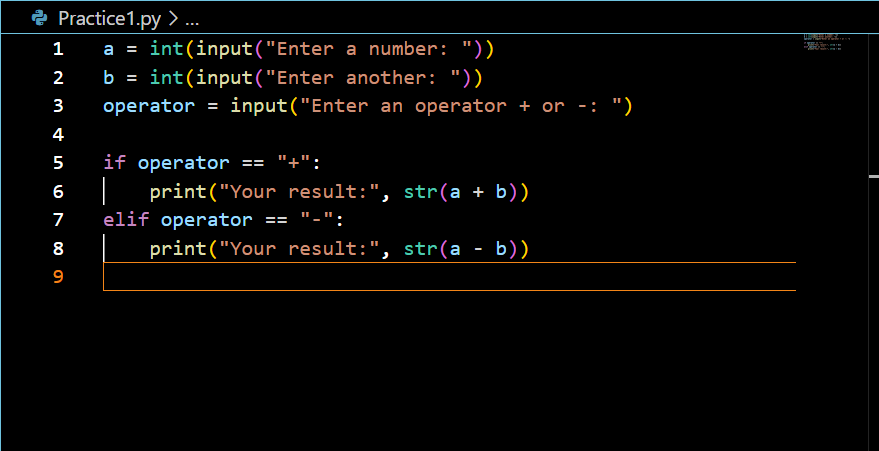 Practice1.py > ...
1 a = int(input("Enter a number: "))
2 b = int(input("Enter another: "))
3 operator = input("Enter an operator + or -: ")
4
5 if operator == "+":
6     print("Your result:", str(a + b))
7 elif operator == "-":
8     print("Your result:", str(a - b))
9